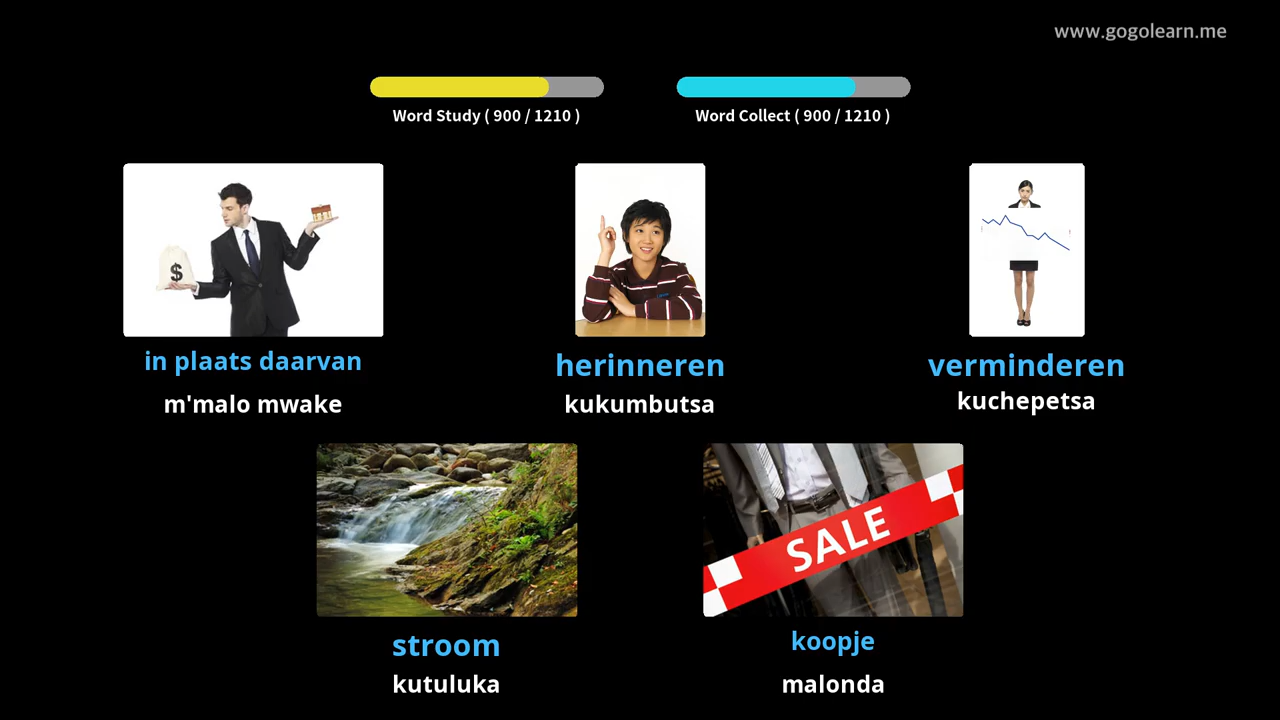 www.gogolearn.me
Word Study ( 900 / 1210 )
Word Collect ( 900 / 1210 )
$
in plaats daarvan
m'malo mwake
herinneren
kukumbutsa
verminderen
kuchepetsa
SALE
stroom
kutuluka
koopje
malonda